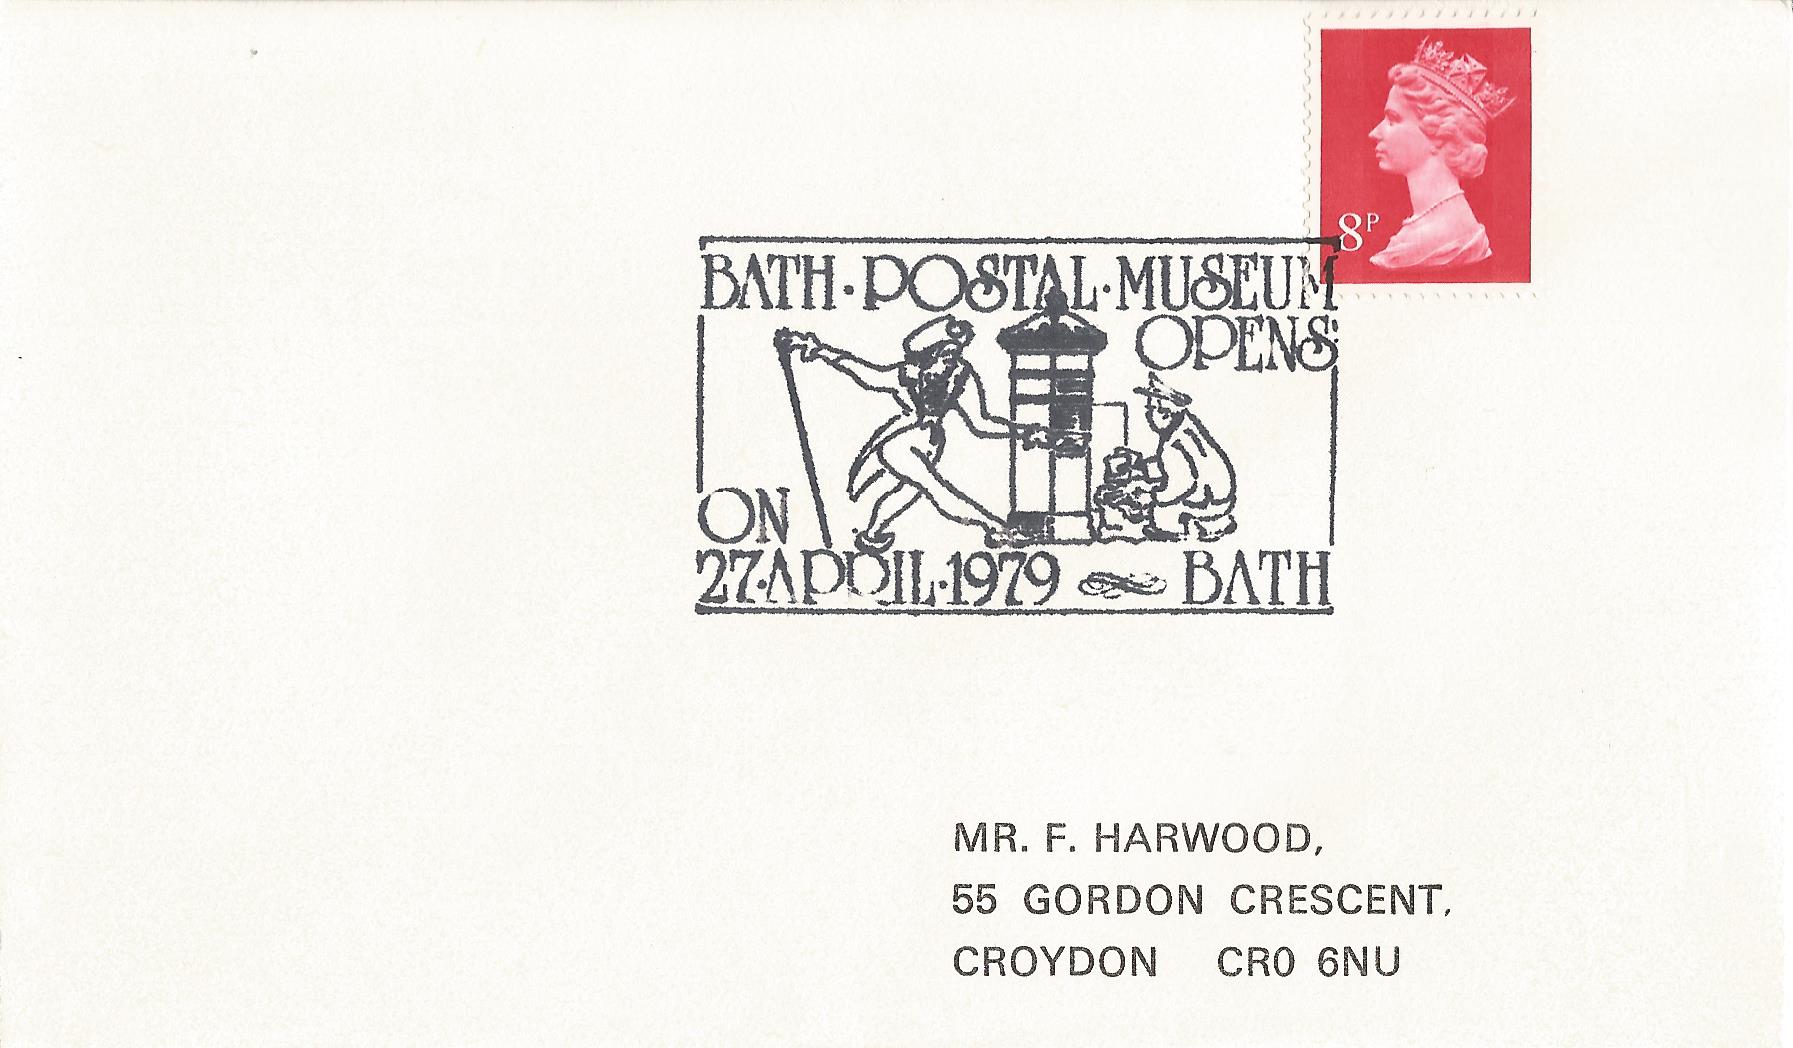 8P
BATH · POSTAL · MUSEUM
OPENS
ON
27·APRIL·1979 BATH
MR. F. HARWOOD,
55 GORDON CRESCENT,
CROYDON CR0 6NU